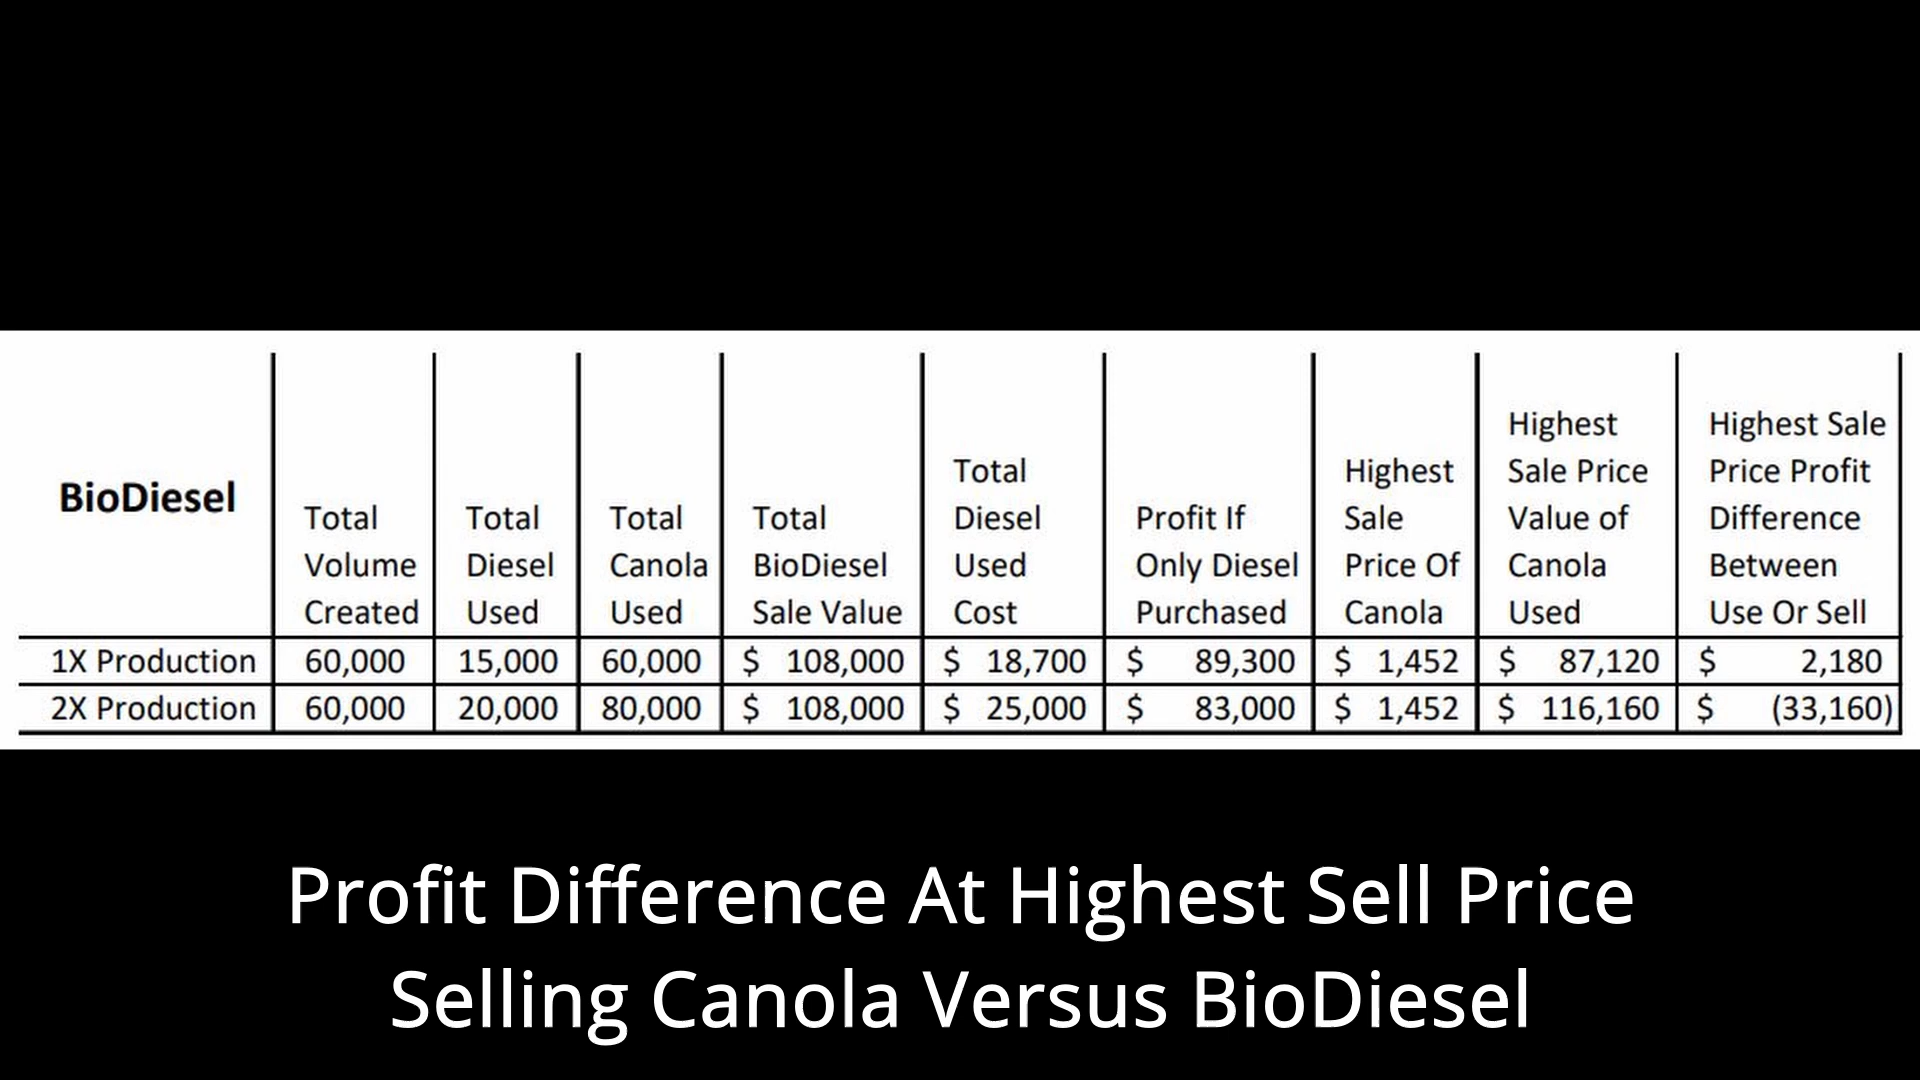 BioDiesel
Total
Volume
Created
Total
Diesel
Used
Total
Canola
Used
Total
BioDiesel
Sale Value
Total
Diesel
Used
Cost
Profit If
Only Diesel
Purchased
Highest
Sale
Price Of
Canola
Highest
Sale Price
Value of
Canola
Used
Highest Sale
Price Profit
Difference
Between
Use Or Sell
1X Production 60,000 15,000 60,000 $ 108,000 $ 18,700 $ 89,300 $ 1,452 $ 87,120 $ 2,180
2X Production 60,000 20,000 80,000 $ 108,000 $ 25,000 $ 83,000 $ 1,452 $ 116,160 $ (33,160)
Profit Difference At Highest Sell Price
Selling Canola Versus BioDiesel